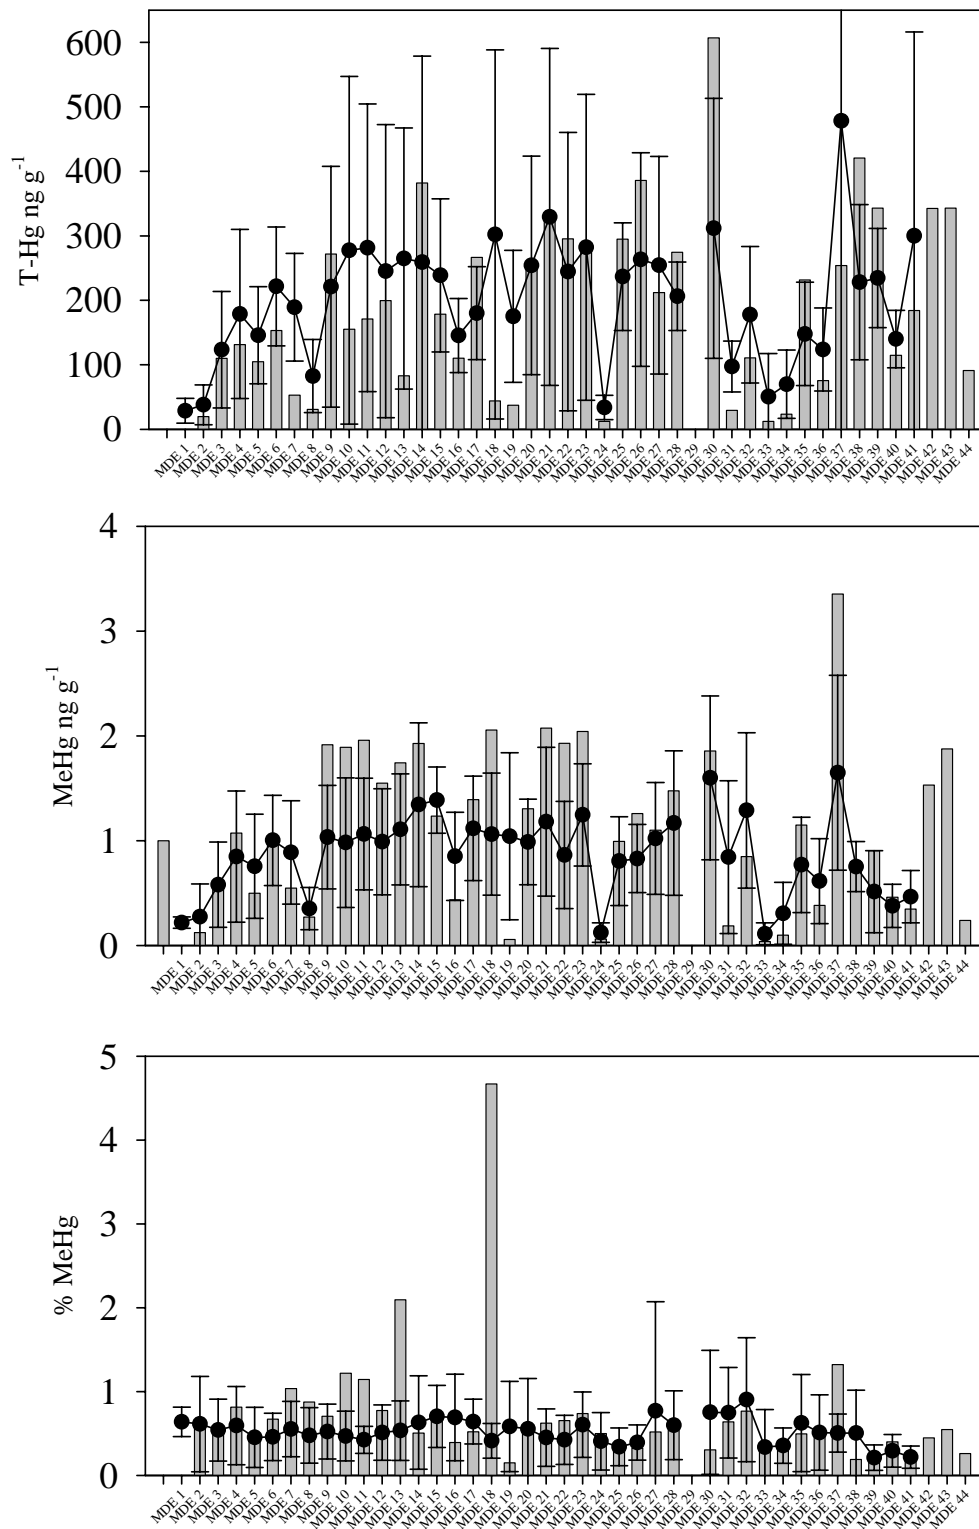 600
500
400
300
200
100
0
T-Hg ng g-1
MDE 1
MDE 2
MDE 3
MDE 4
MDE 5
MDE 6
MDE 7
MDE 8
MDE 9
MDE 10
MDE 11
MDE 12
MDE 13
MDE 14
MDE 15
MDE 16
MDE 17
MDE 18
MDE 19
MDE 20
MDE 21
MDE 22
MDE 23
MDE 24
MDE 25
MDE 26
MDE 27
MDE 28
MDE 29
MDE 30
MDE 31
MDE 32
MDE 33
MDE 34
MDE 35
MDE 36
MDE 37
MDE 38
MDE 39
MDE 40
MDE 41
MDE 42
MDE 43
MDE 44
4
3
2
1
0
MeHg ng g-1
MDE 1
MDE 2
MDE 3
MDE 4
MDE 5
MDE 6
MDE 7
MDE 8
MDE 9
MDE 10
MDE 11
MDE 12
MDE 13
MDE 14
MDE 15
MDE 16
MDE 17
MDE 18
MDE 19
MDE 20
MDE 21
MDE 22
MDE 23
MDE 24
MDE 25
MDE 26
MDE 27
MDE 28
MDE 29
MDE 30
MDE 31
MDE 32
MDE 33
MDE 34
MDE 35
MDE 36
MDE 37
MDE 38
MDE 39
MDE 40
MDE 41
MDE 42
MDE 43
MDE 44
5
4
3
2
1
0
% MeHg
MDE 1
MDE 2
MDE 3
MDE 4
MDE 5
MDE 6
MDE 7
MDE 8
MDE 9
MDE 10
MDE 11
MDE 12
MDE 13
MDE 14
MDE 15
MDE 16
MDE 17
MDE 18
MDE 19
MDE 20
MDE 21
MDE 22
MDE 23
MDE 24
MDE 25
MDE 26
MDE 27
MDE 28
MDE 29
MDE 30
MDE 31
MDE 32
MDE 33
MDE 34
MDE 35
MDE 36
MDE 37
MDE 38
MDE 39
MDE 40
MDE 41
MDE 42
MDE 43
MDE 44